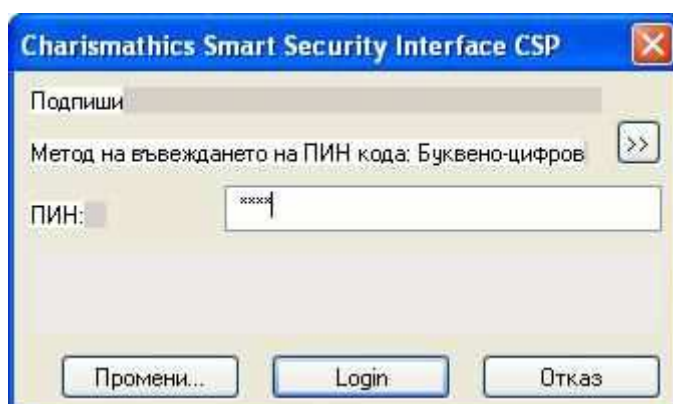 Charismathics Smart Security Interface CSP
Подпиши
Метод на въвеждането на ПИН кода: Буквено-цифров >>
ПИН: ****
Промени... Login Отказ